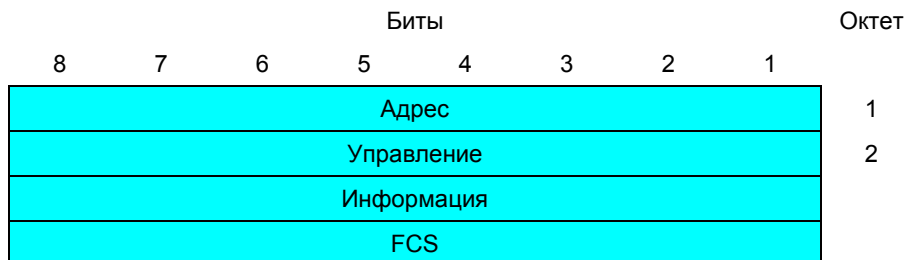 Биты Октет
8 7 6 5 4 3 2 1
Адрес 1
Управление 2
Информация
FCS